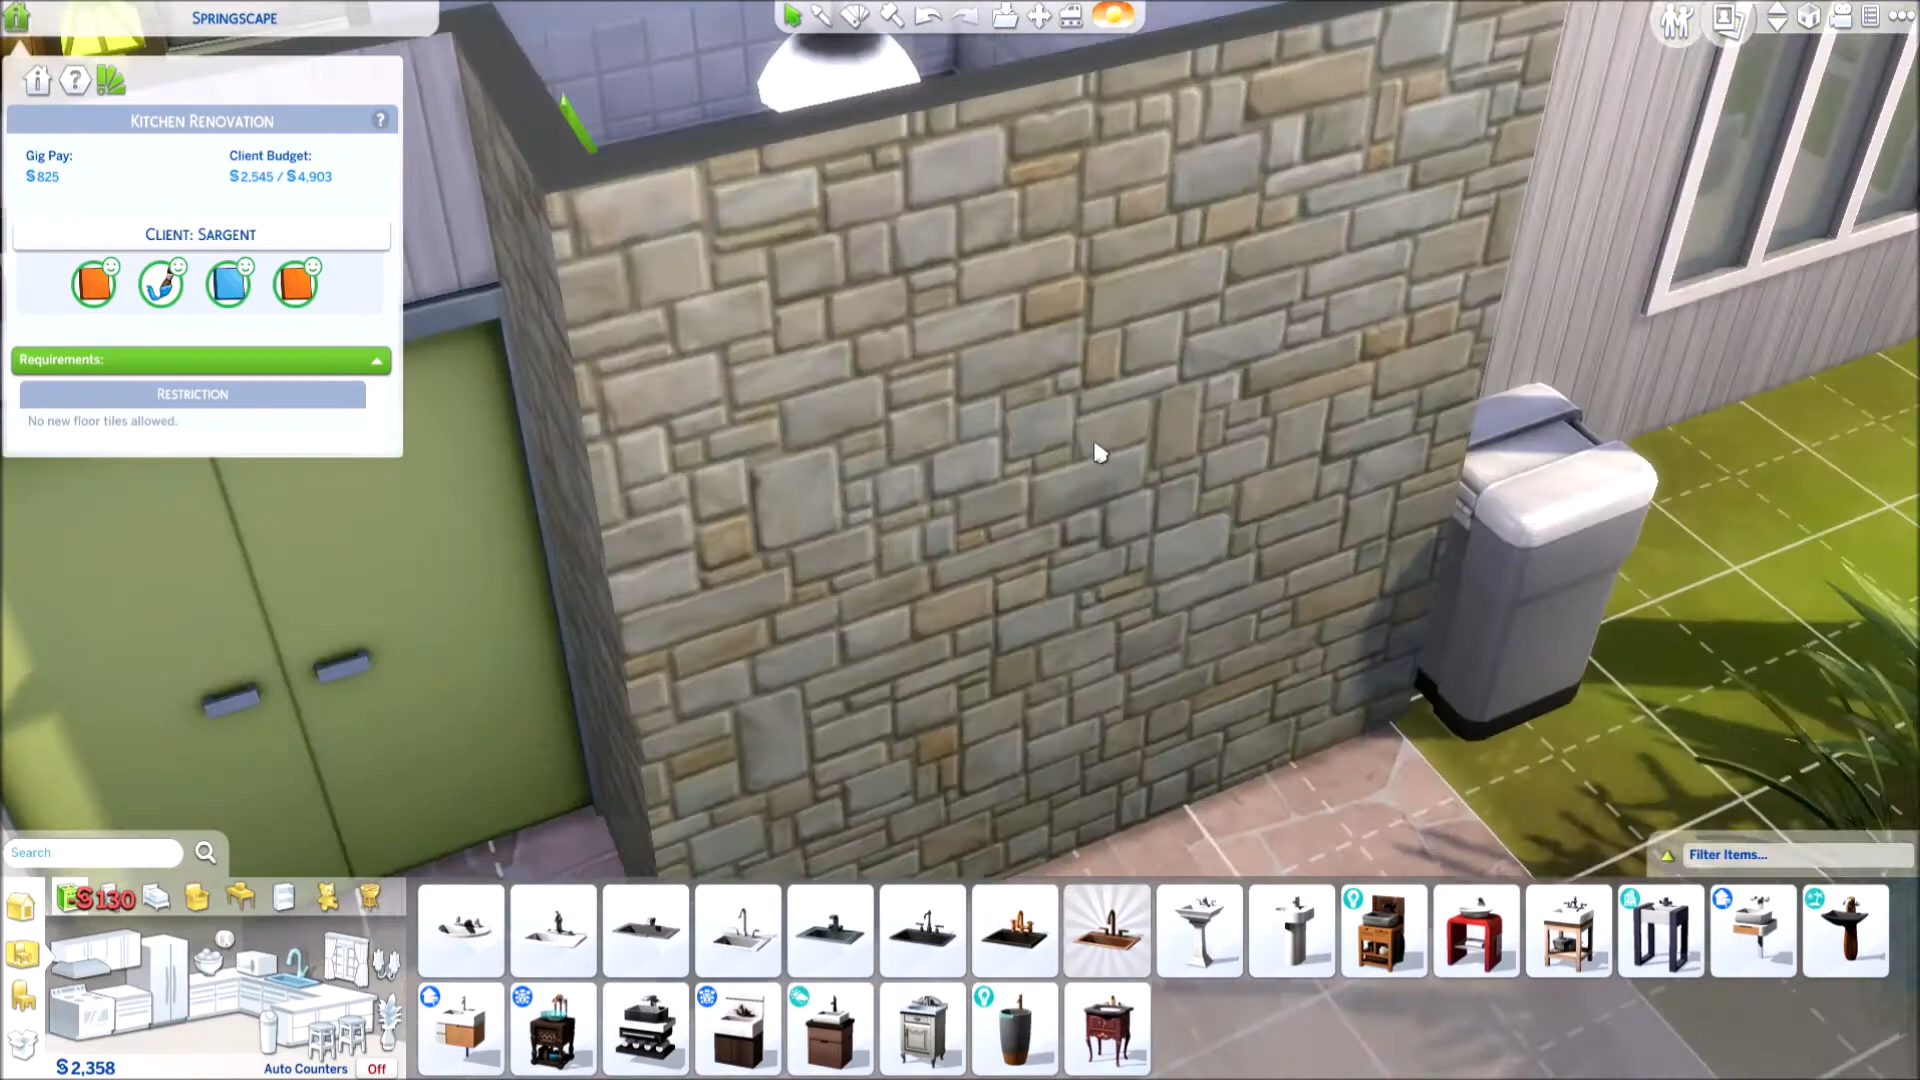 SPRINGSCAPE
KITCHEN RENOVATION
?
Gig Pay:
Client Budget:
§825
§2,545 / §4,903
CLIENT: SARGENT
Requirements:
RESTRICTION
No new floor tiles allowed.
Search
Filter Items...
§130
§2,358
Auto Counters
Off